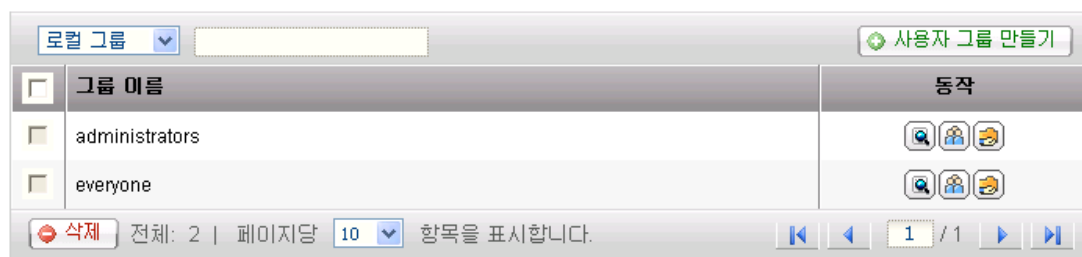 로컬 그룹 사용자 그룹 만들기
그룹 이름 동작
administrators
everyone
삭제 전체: 2 | 페이지당 10 항목을 표시합니다. 1 / 1